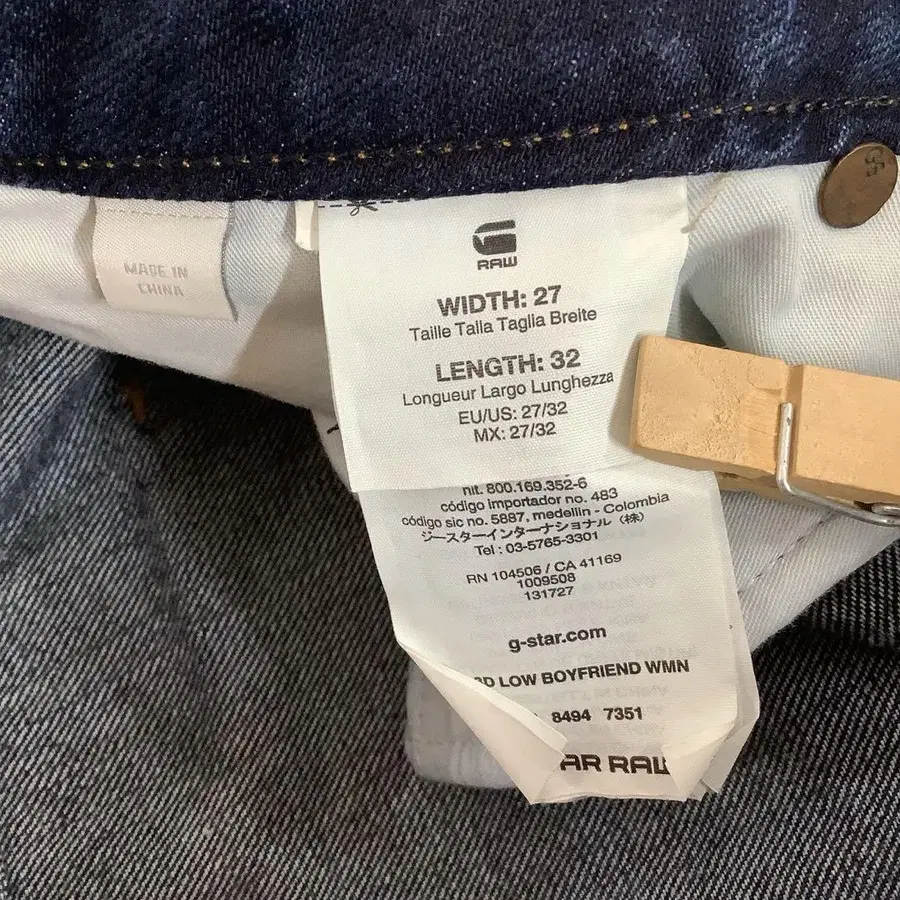 MADE IN
CHINA
RAW
WIDTH: 27
Taille Talla Taglia Breite
LENGTH: 32
Longueur Largo Lunghezza
EU/US: 27/32
MX: 27/32
nit. 800.169.352-6
código importador no. 483
código sic no. 5887, medellin - Colombia
ジースターインターナショナル（株）
Tel : 03-5765-3301
RN 104506 / CA 41169
1009508
131727
g-star.com
D LOW BOYFRIEND WMN
8494 7351
AR RAW